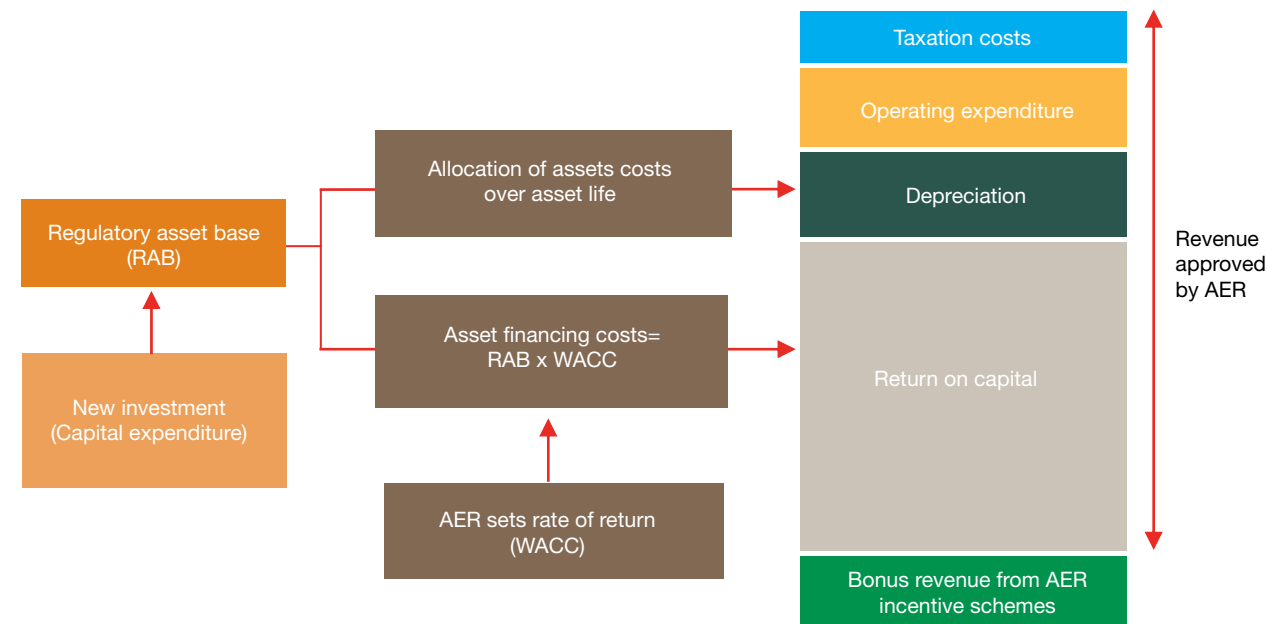 Regulatory asset base
(RAB)
New investment
(Capital expenditure)
Allocation of assets costs
over asset life
Asset financing costs=
RAB x WACC
AER sets rate of return
(WACC)
Taxation costs
Operating expenditure
Depreciation
Return on capital
Bonus revenue from AER
incentive schemes
Revenue
approved
by AER